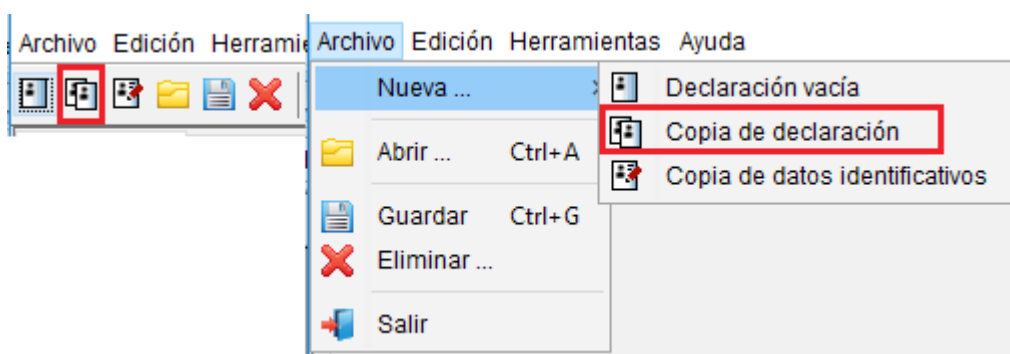 Archivo Edición Herramie
Archivo Edición Herramientas Ayuda
Nueva ...
Declaración vacía
Copia de declaración
Abrir ... Ctrl+A
Copia de datos identificativos
Guardar Ctrl+G
Eliminar ...
Salir